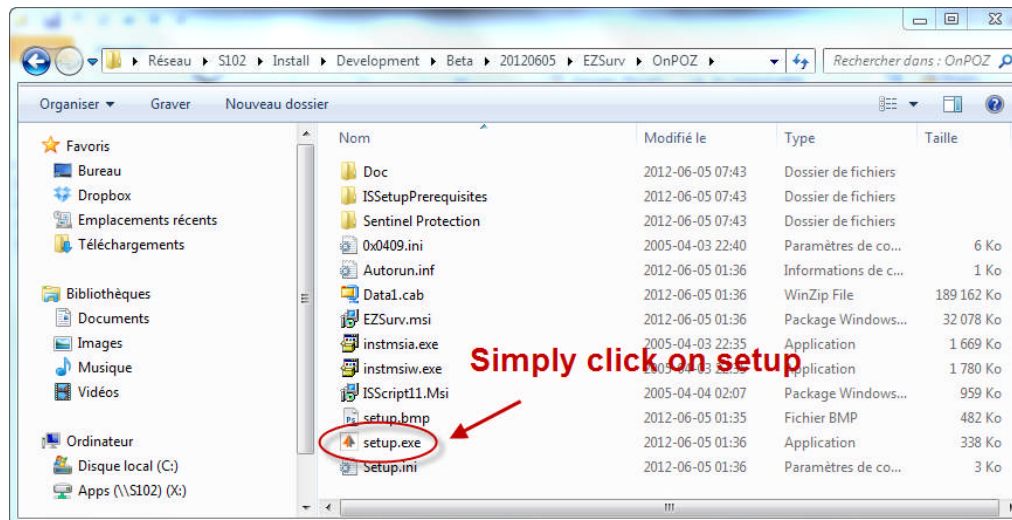 Réseau ▸ S102 ▸ Install ▸ Development ▸ Beta ▸ 20120605 ▸ EZSurv ▸ OnPOZ ▸
Rechercher dans : OnPOZ
Organiser Graver Nouveau dossier
Favoris
Bureau
Dropbox
Emplacements récents
Téléchargements
Bibliothèques
Documents
Images
Musique
Vidéos
Ordinateur
Disque local (C:)
Apps (\\S102) (X:)
Nom Modifié le Type Taille
Doc 2012-06-05 07:43 Dossier de fichiers
ISSetupPrerequisites 2012-06-05 07:43 Dossier de fichiers
Sentinel Protection 2012-06-05 07:43 Dossier de fichiers
0x0409.ini 2005-04-03 22:40 Paramètres de co... 6 Ko
Autorun.inf 2012-06-05 01:36 Informations de c... 1 Ko
Data1.cab 2012-06-05 01:36 WinZip File 189 162 Ko
EZSurv.msi 2012-06-05 01:36 Package Windows... 32 078 Ko
instmsia.exe 2005-04-03 22:35 Application 1 669 Ko
instmsiw.exe 2005-04-03 Application 1 780 Ko
Simply click on setup
ISScript11.Msi 2005-04-04 02:07 Package Windows... 959 Ko
setup.bmp 2012-06-05 01:35 Fichier BMP 482 Ko
setup.exe 2012-06-05 01:36 Application 338 Ko
Setup.ini 2012-06-05 01:36 Paramètres de co... 3 Ko